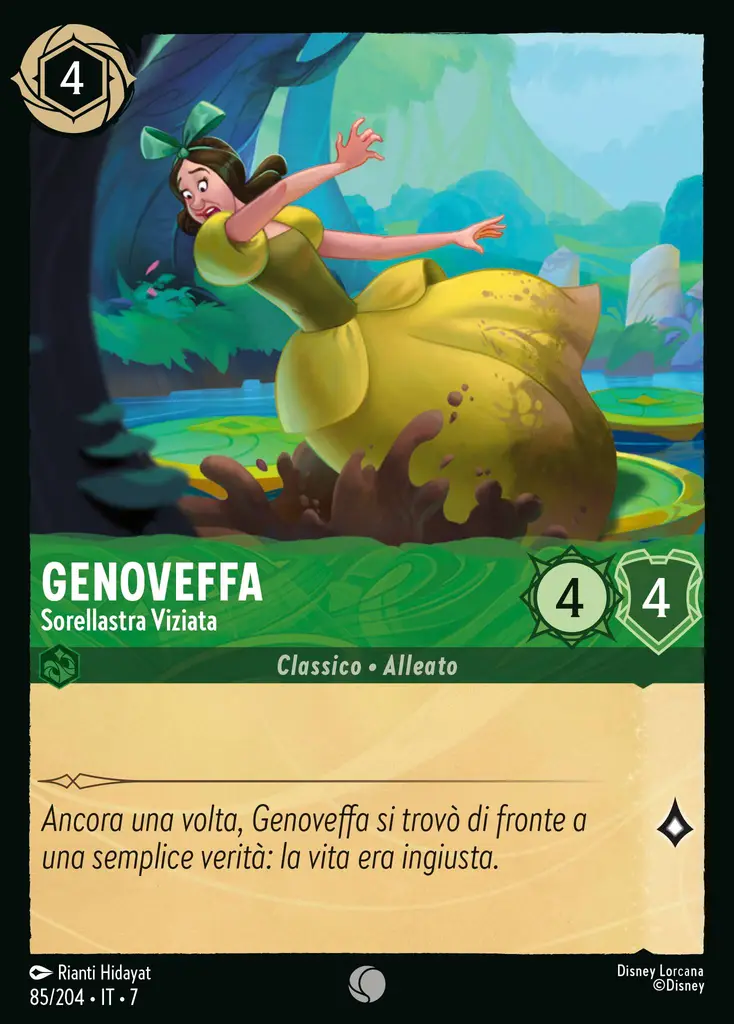 4
GENOVEFFA
Sorellastra Viziata
4
4
Classico • Alleato
Ancora una volta, Genoveffa si trovò di fronte a
una semplice verità: la vita era ingiusta.
Rianti Hidayat
Disney Lorcana
85/204 • IT • 7
©Disney